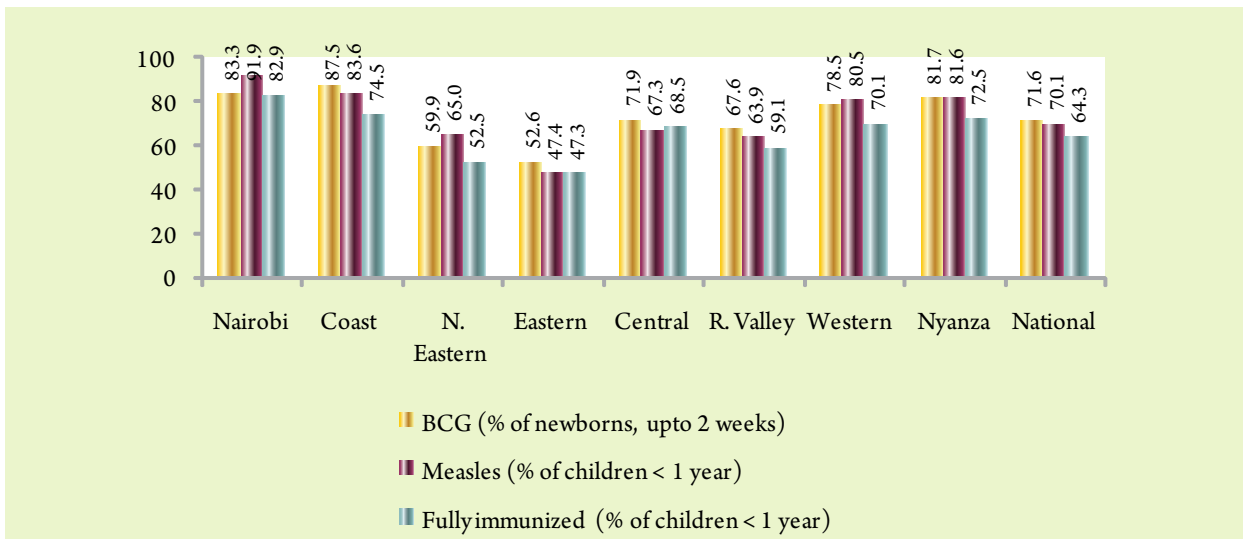 100
80
60
40
20
0
83.3
91.9
82.9
87.5
83.6
74.5
59.9
65.0
52.5
52.6
47.4
47.3
71.9
67.3
68.5
67.6
63.9
59.1
78.5
80.5
70.1
81.7
81.6
72.5
71.6
70.1
64.3
Nairobi
Coast
N.
Eastern
Eastern
Central
R. Valley
Western
Nyanza
National
BCG (% of newborns, upto 2 weeks)
Measles (% of children < 1 year)
Fully immunized (% of children < 1 year)